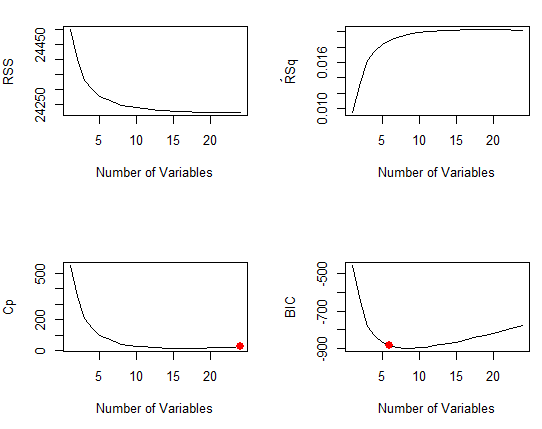 RSS
24250 24450
5 10 15 20
Number of Variables
RSq
0.010 0.016
5 10 15 20
Number of Variables
Cp
0 200 500
5 10 15 20
Number of Variables
BIC
-900 -700 -500
5 10 15 20
Number of Variables